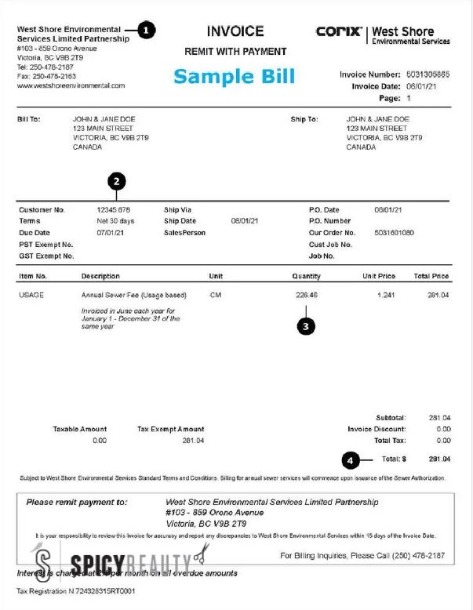 West Shore Environmental
Services Limited Partnership
#103 - 859 Orono Avenue
Victoria, BC V9B 2T9
Tel: 250-478-2187
Fax: 250-478-2163
www.westshoreenvironmental.com
1
INVOICE
REMIT WITH PAYMENT
Sample Bill
CORIX West Shore
Environmental Services
Invoice Number: 5031305865
Invoice Date: 06/01/21
Page: 1
Bill To: JOHN & JANE DOE
123 MAIN STREET
VICTORIA, BC V9B 2T9
CANADA
Ship To: JOHN & JANE DOE
123 MAIN STREET
VICTORIA, BC V9B 2T9
CANADA
2
Customer No. 12345 678 Ship Via P.O. Date 06/01/21
Terms Net 30 days Ship Date 06/01/21 P.O. Number
Due Date 07/01/21 SalesPerson Our Order No. 5031601080
PST Exempt No. Cust Job No.
GST Exempt No. Job No.
Item No. Description Unit Quantity Unit Price Total Price
USAGE Annual Sewer Fee (Usage based) CM 226.46 1.241 281.04
Invoiced in June each year for
January 1 - December 31 of the
same year
3
Subtotal: 281.04
Taxable Amount Tax Exempt Amount Invoice Discount: 0.00
0.00 281.04 Total Tax: 0.00
4 Total: $ 281.04
Subject to West Shore Environmental Services Standard Terms and Conditions. Billing for annual sewer services will commence upon issuance of the Sewer Authorization.
Please remit payment to: West Shore Environmental Services Limited Partnership
#103 - 859 Orono Avenue
Victoria, BC V9B 2T9
It is your responsibility to review this invoice for accuracy and report any discrepancies to West Shore Environmental Services within 15 days of the Invoice Date.
SPICYBEAUTY
For Billing Inquiries, Please Call (250) 478-2187
Interest is charged at per month on all overdue amounts
Tax Registration N 724328315RT0001